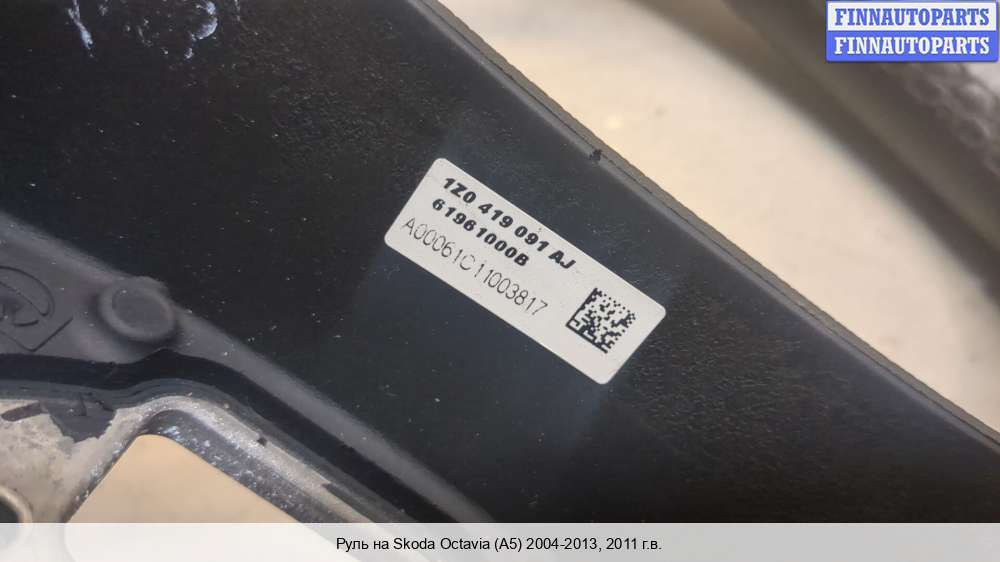 FINNAUTOPARTS
FINNAUTOPARTS
1Z0 419 091 AJ
61961000B
A00061C11003817
Руль на Skoda Octavia (A5) 2004-2013, 2011 г.в.